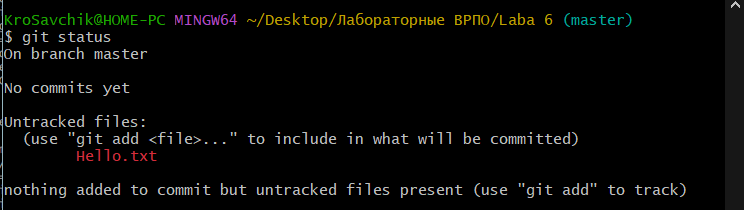 KroSavchik@HOME-PC MINGW64 ~/Desktop/Лабораторные ВРПО/Laba 6 (master)
$ git status
On branch master
No commits yet
Untracked files:
(use "git add <file>..." to include in what will be committed)
Hello.txt
nothing added to commit but untracked files present (use "git add" to track)